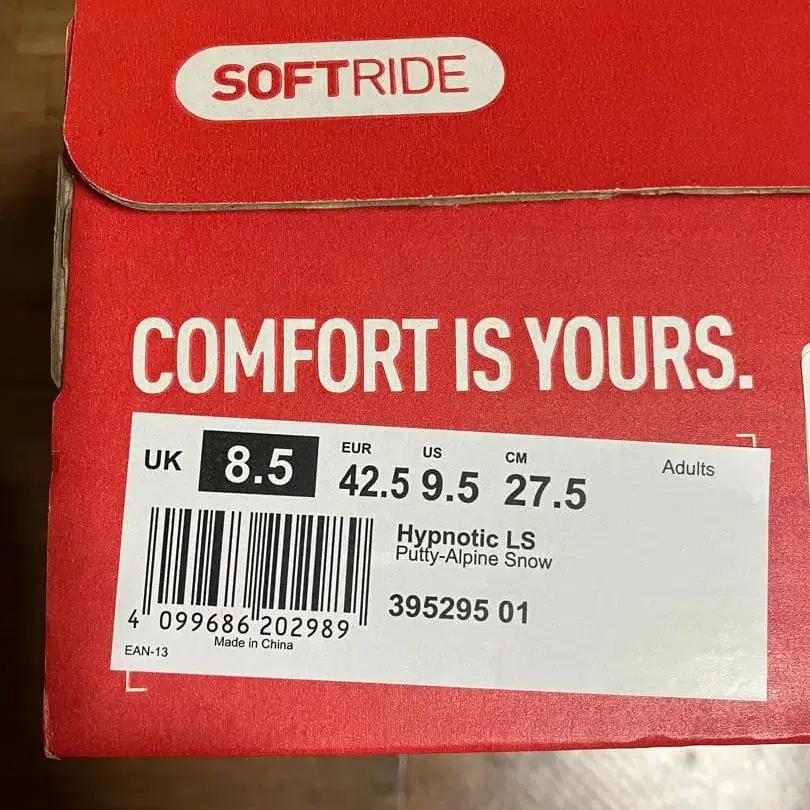 SOFTRIDE
COMFORT IS YOURS.
UK 8.5 EUR 42.5 US 9.5 CM 27.5 Adults
Hypnotic LS
Putty-Alpine Snow
395295 01
4 099686 202989
EAN-13 Made in China